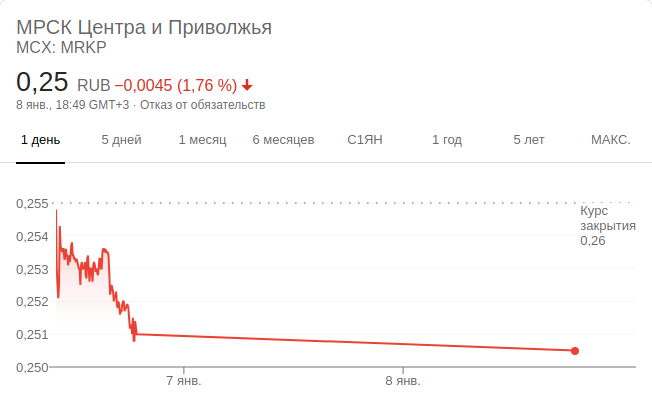 МРСК Центра и Приволжья
MCX: MRKP
0,25 RUB −0,0045 (1,76 %)
8 янв., 18:49 GMT+3 · Отказ от обязательств
1 день 5 дней 1 месяц 6 месяцев С1ЯН 1 год 5 лет МАКС.
0,255
Курс
закрытия
0,26
0,254
0,253
0,252
0,251
0,250
7 янв. 8 янв.